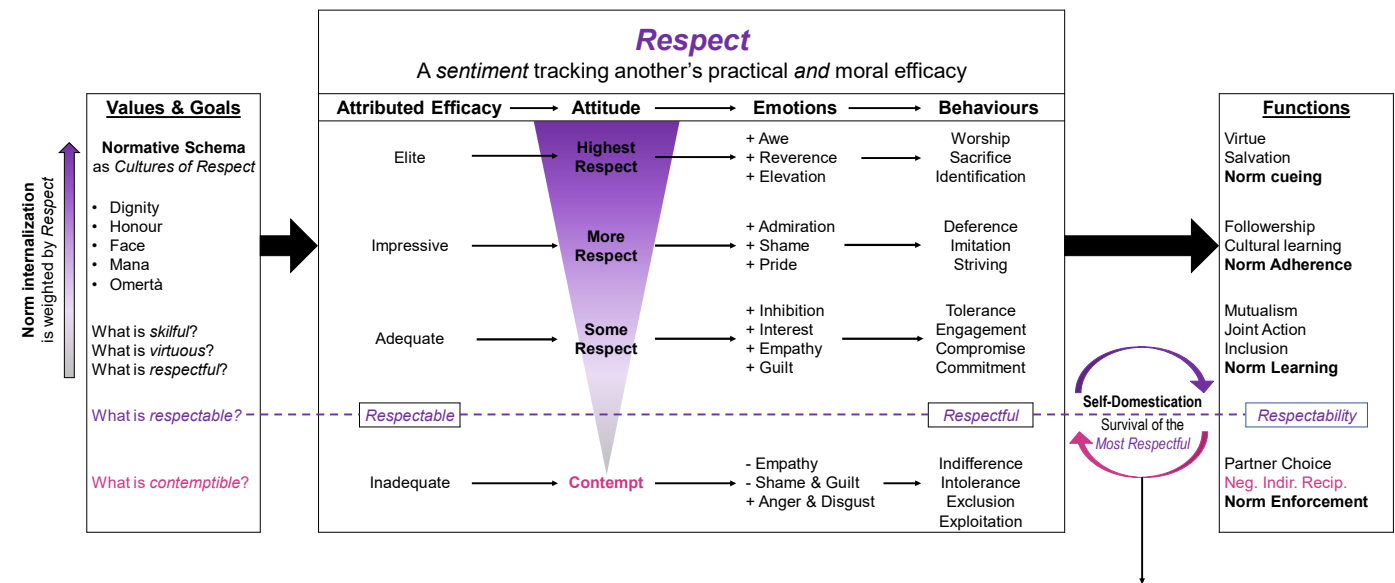 Respect
A sentiment tracking another's practical and moral efficacy
Norm internalization
is weighted by Respect
Values & Goals
Normative Schema
as Cultures of Respect
• Dignity
• Honour
• Face
• Mana
• Omertà
What is skilful?
What is virtuous?
What is respectful?
What is respectable?
What is contemptible?
Attributed Efficacy
Attitude
Emotions
Behaviours
Elite
Highest
Respect
+ Awe
+ Reverence
+ Elevation
Worship
Sacrifice
Identification
Impressive
More
Respect
+ Admiration
+ Shame
+ Pride
Deference
Imitation
Striving
Adequate
Some
Respect
+ Inhibition
+ Interest
+ Empathy
+ Guilt
Tolerance
Engagement
Compromise
Commitment
Respectable
Respectful
Inadequate
Contempt
- Empathy
- Shame & Guilt
+ Anger & Disgust
Indifference
Intolerance
Exclusion
Exploitation
Self-Domestication
Survival of the
Most Respectful
Functions
Virtue
Salvation
Norm cueing
Followership
Cultural learning
Norm Adherence
Mutualism
Joint Action
Inclusion
Norm Learning
Respectability
Partner Choice
Neg. Indir. Recip.
Norm Enforcement